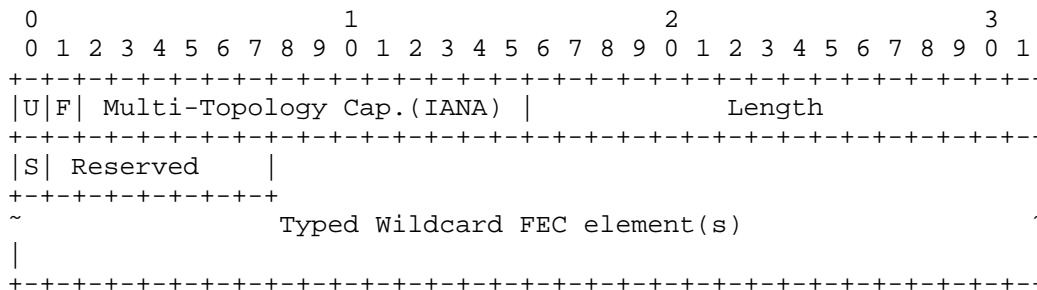 0                   1                   2                   3
 0 1 2 3 4 5 6 7 8 9 0 1 2 3 4 5 6 7 8 9 0 1 2 3 4 5 6 7 8 9 0 1
+-+-+-+-+-+-+-+-+-+-+-+-+-+-+-+-+-+-+-+-+-+-+-+-+-+-+-+-+-+-+-+--
|U|F| Multi-Topology Cap.(IANA) |            Length
+-+-+-+-+-+-+-+-+-+-+-+-+-+-+-+-+-+-+-+-+-+-+-+-+-+-+-+-+-+-+-+--
|S| Reserved    |
+-+-+-+-+-+-+-+-+
~                Typed Wildcard FEC element(s)                  ~
|
+-+-+-+-+-+-+-+-+-+-+-+-+-+-+-+-+-+-+-+-+-+-+-+-+-+-+-+-+-+-+-+--